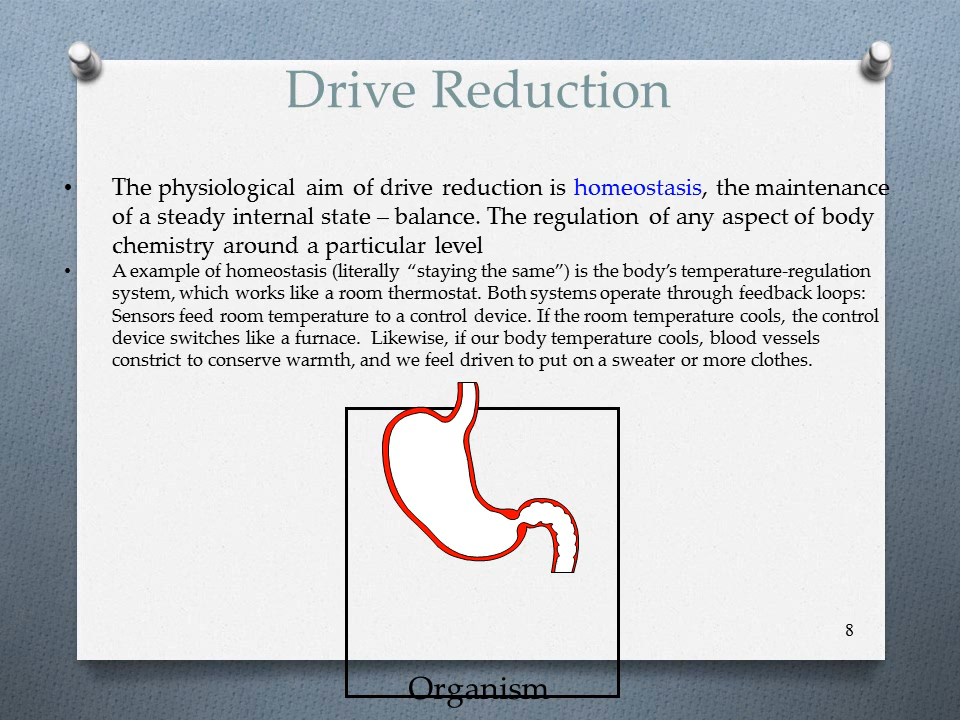 Drive Reduction
• The physiological aim of drive reduction is homeostasis, the maintenance
of a steady internal state – balance. The regulation of any aspect of body
chemistry around a particular level
• A example of homeostasis (literally “staying the same”) is the body’s temperature-regulation
system, which works like a room thermostat. Both systems operate through feedback loops:
Sensors feed room temperature to a control device. If the room temperature cools, the control
device switches like a furnace. Likewise, if our body temperature cools, blood vessels
constrict to conserve warmth, and we feel driven to put on a sweater or more clothes.
8
Organism